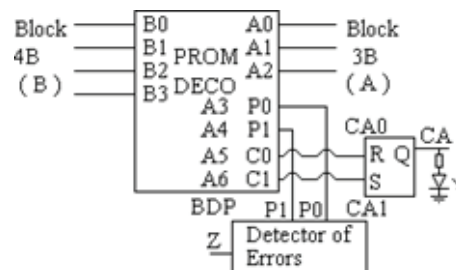 Block B0 A0 Block
4B B1 PROM A1 3B
(B) B2 DECO A2 (A)
B3 A3 P0
A4 P1 CA0 CA
A5 C0 R Q
A6 C1 S
BDP P1 P0 CA1
Z Detector of
Errors